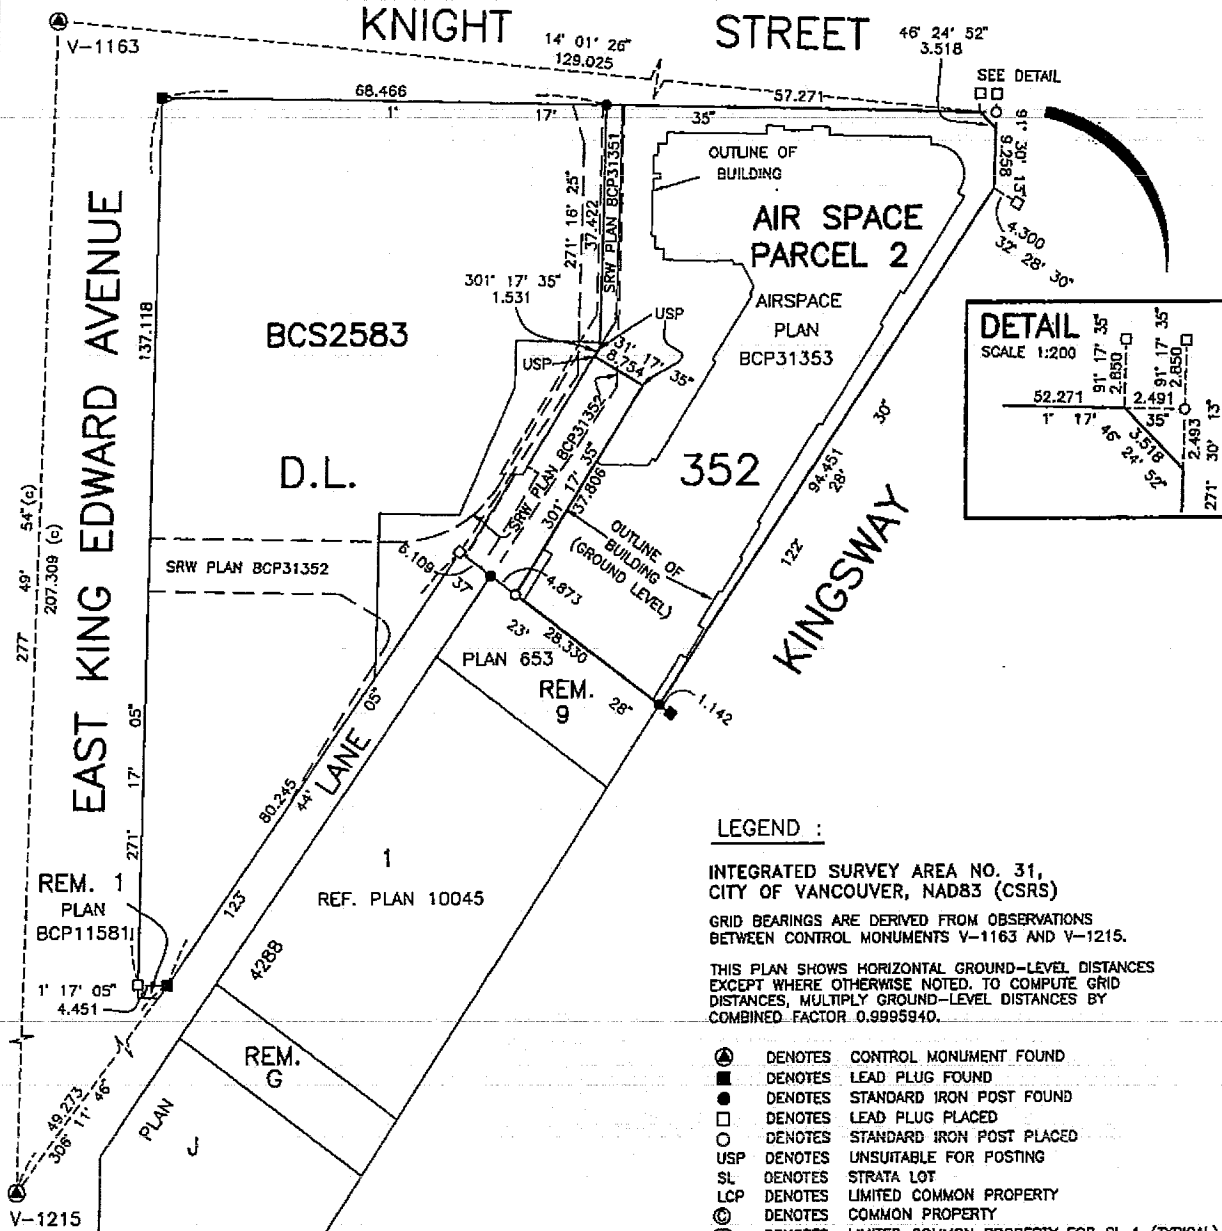 KNIGHT STREET
V-1163
14° 01' 26"
129.025
46° 24' 52"
3.518
SEE DETAIL
68.466
1° 17' 35"
57.271
91° 30' 13"
9.258
4.300
32° 28' 30"
OUTLINE OF
BUILDING
271° 16' 25"
37.422
SRW PLAN BCP31351
AIR SPACE
PARCEL 2
AIRSPACE
PLAN
BCP31353
301° 17' 35"
1.531
USP
USP
31° 17' 35"
8.754
BCS2583
137.118
EAST KING EDWARD AVENUE
DETAIL
SCALE 1:200
91° 17' 35"
2.850
91° 17' 35"
2.850
52.271
2.491
1° 17' 35"
3.518
46° 24' 52"
2.493
271° 30' 13"
D.L.
352
SRW PLAN BCP31352
301° 17' 35"
37.806
94.451
122° 28' 30"
KINGSWAY
OUTLINE OF
BUILDING
(GROUND LEVEL)
SRW PLAN BCP31352
6.109
37° 23' 28"
4.873
28.330
1.142
PLAN 653
REM.
9
277° 49' 54"(c)
207.309 (c)
271° 17' 05"
LANE
80.245
123° 44' 05"
1
REF. PLAN 10045
REM. 1
PLAN
BCP11581
1° 17' 05"
4.451
4288
REM.
G
PLAN
J
49.273
306° 11' 46"
V-1215
LEGEND :
INTEGRATED SURVEY AREA NO. 31,
CITY OF VANCOUVER, NAD83 (CSRS)
GRID BEARINGS ARE DERIVED FROM OBSERVATIONS
BETWEEN CONTROL MONUMENTS V-1163 AND V-1215.
THIS PLAN SHOWS HORIZONTAL GROUND-LEVEL DISTANCES
EXCEPT WHERE OTHERWISE NOTED. TO COMPUTE GRID
DISTANCES, MULTIPLY GROUND-LEVEL DISTANCES BY
COMBINED FACTOR 0.9995940.
DENOTES CONTROL MONUMENT FOUND
DENOTES LEAD PLUG FOUND
DENOTES STANDARD IRON POST FOUND
DENOTES LEAD PLUG PLACED
DENOTES STANDARD IRON POST PLACED
USP DENOTES UNSUITABLE FOR POSTING
SL DENOTES STRATA LOT
LCP DENOTES LIMITED COMMON PROPERTY
© DENOTES COMMON PROPERTY
DENOTES LIMITED COMMON PROPERTY FOR SL 1 (TYPICAL)